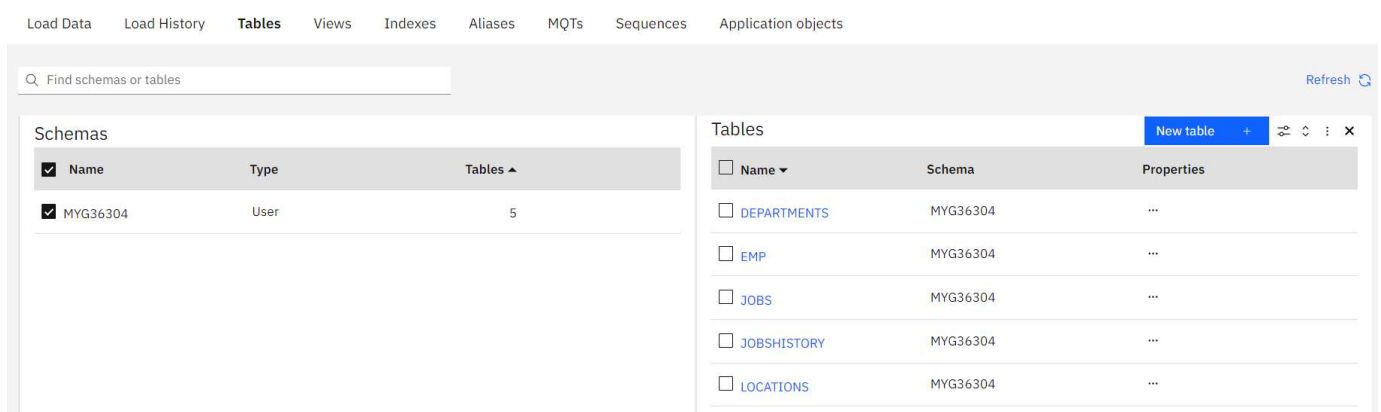 Load Data Load History Tables Views Indexes Aliases MQTs Sequences Application objects
Find schemas or tables
Refresh
Schemas
Name Type Tables
MYG36304 User 5
Tables
New table +
Name Schema Properties
DEPARTMENTS MYG36304 ...
EMP MYG36304 ...
JOBS MYG36304 ...
JOBSHISTORY MYG36304 ...
LOCATIONS MYG36304 ...